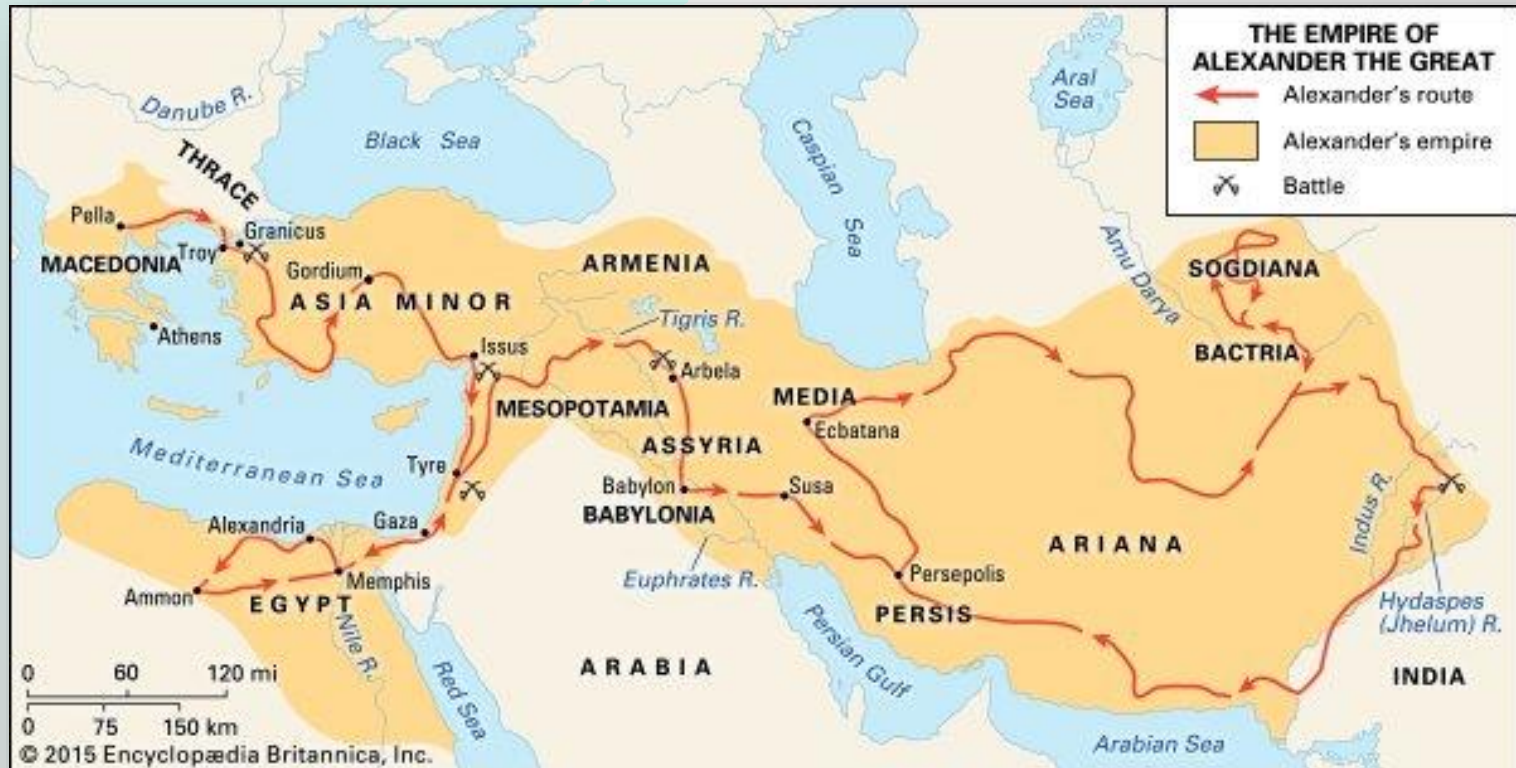 THE EMPIRE OF
ALEXANDER THE GREAT
Alexander's route
Alexander's empire
Battle
Danube R.
Black Sea
Caspian
Sea
Aral
Sea
THRACE
Pella
Granicus
Troy
MACEDONIA
Gordium
ASIA MINOR
ARMENIA
Amu Darya
SOGDIANA
Athens
Tigris R.
Issus
Arbela
BACTRIA
MESOPOTAMIA
MEDIA
Ecbatana
ASSYRIA
Mediterranean Sea
Tyre
Babylon
Susa
BABYLONIA
Indus R.
Alexandria
Gaza
ARIANA
Ammon
Memphis
EGYPT
Euphrates R.
Persepolis
PERSIS
Hydaspes
(Jhelum) R.
Nile R.
Red Sea
ARABIA
Persian Gulf
INDIA
Arabian Sea
0 60 120 mi
0 75 150 km
© 2015 Encyclopædia Britannica, Inc.